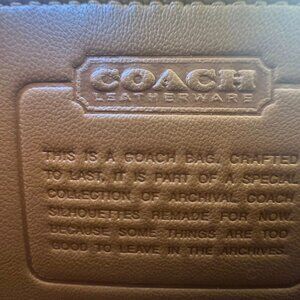 COACH
LEATHERWARE
THIS IS A COACH BAG, CRAFTED
TO LAST. IT IS PART OF A SPECIAL
COLLECTION OF ARCHIVAL COACH
SILHOUETTES REMADE FOR NOW.
BECAUSE SOME THINGS ARE TOO
GOOD TO LEAVE IN THE ARCHIVES.